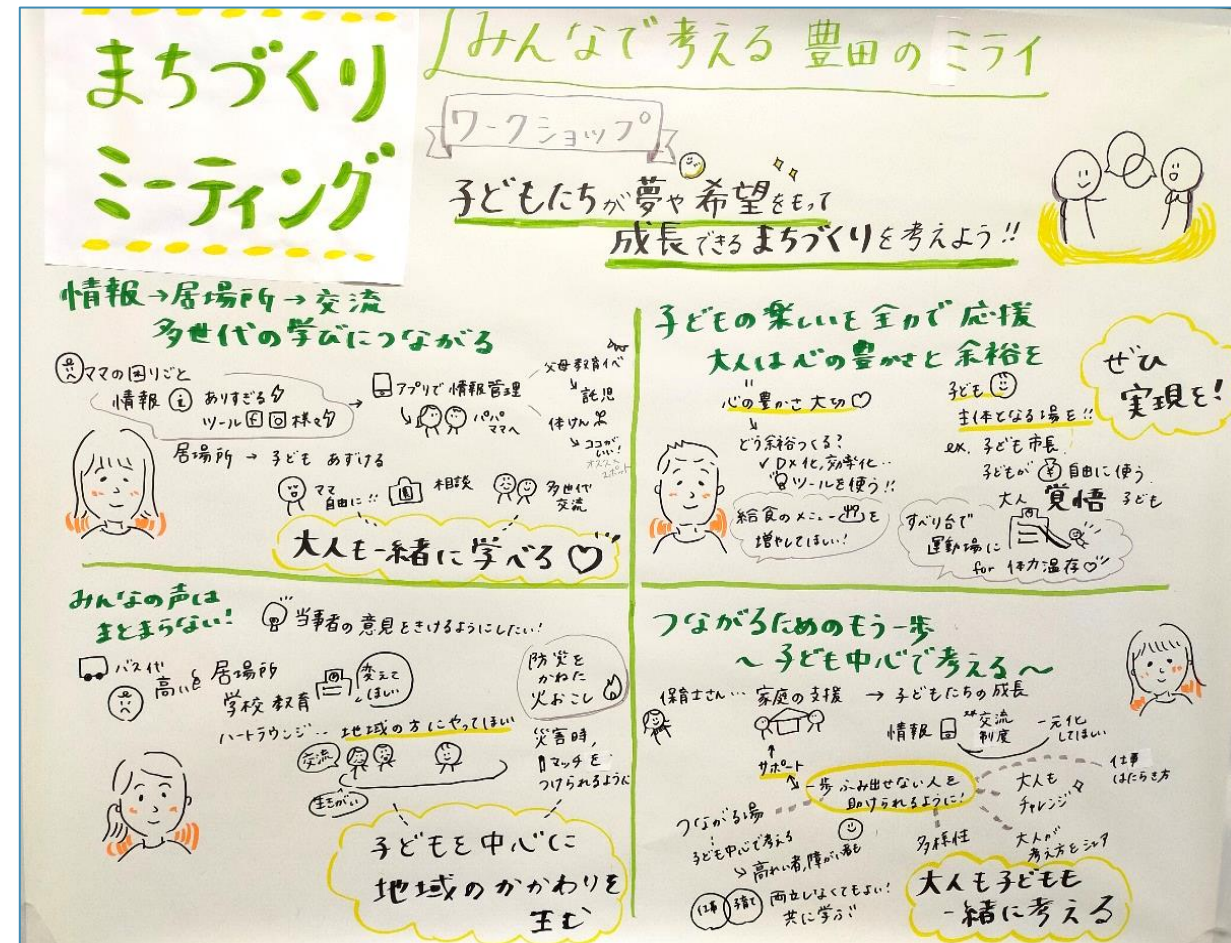 まちづくり
ミーティング
みんなで考える 豊田のミライ
ワークショップ
子どもたちが夢や希望をもって
成長できるまちづくりを考えよう!!
情報→居場所→交流
多世代の学びにつながる
ママの困りごと
情報 i ありすぎる
ツール f 様々
居場所 → 子ども あずける
ママ
自由に!!
相談
多世代
交流
アプリで情報管理
パパ
ママへ
父母教育イベ
託児
体けん
ココが、
いい!
オススメ
スポット
大人も一緒に学べる♡
子どもの楽しいを全力で応援
大人は心の豊かさと余裕を
ぜひ
実現を!
心の豊かさ大切♡
どう余裕つくる?
✓DX化,効率化‥
ツールを使う!!
給食のメニューを
増やしてほしい!
子ども
主体となる場を!!
ex. 子ども市長
子どもが ¥ 自由に使う
大人 覚悟 子ども
すべり台で
運動場に
for 体力温存♡
みんなの声は
まとまらない!
当事者の意見をきけるようにしたい!
バス代
高い
居場所
学校教育
変えて
ほしい
ハートラウンジ‥ 地域の方にやってほしい
交流
生きがい
防災を
かねた
火おこし
災害時,
マッチを
つけられるように
子どもを中心に
地域のかかわりを
生む
つながるためのもう一歩
~子ども中心で考える~
保育士さん… 家庭の支援 → 子どもたちの成長
サポート
情報
交流
制度
一元化
してほしい
一歩ふみ出せない人を
助けられるように!
仕事
はたらき方
大人も
チャレンジ
大人が
考え方をシェア
多様性
つながる場
子ども中心で考える
高れい者,障がい者も
仕事 子育て
両立しなくてもよい!
共に学ぶ
大人も子どもも
一緒に考える